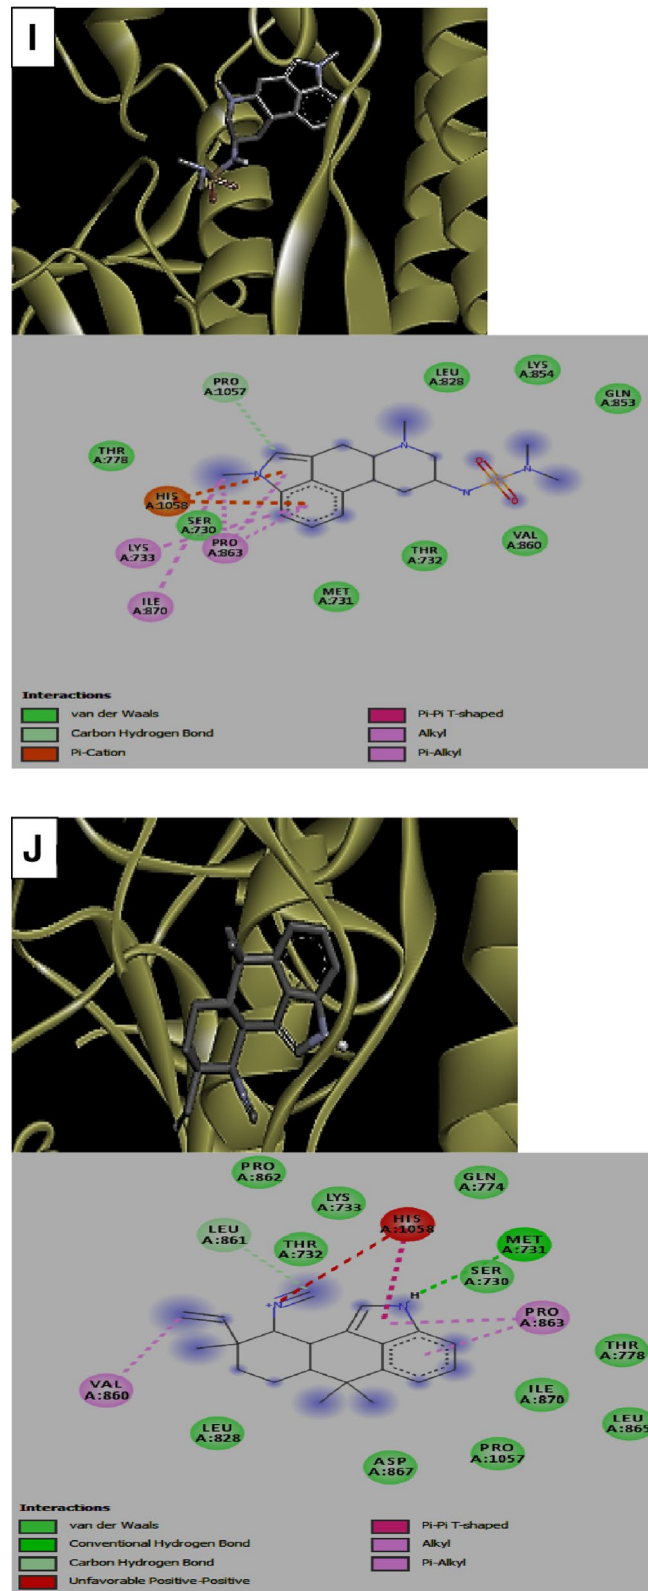 I
PRO
A:1057
LEU
A:828
LYS
A:854
GLN
A:853
THR
A:778
N
N
N
N
N
O
O
HIS
A:1058
SER
A:730
LYS
A:733
PRO
A:863
THR
A:732
VAL
A:860
ILE
A:870
MET
A:731
Interactions
van der Waals
Carbon Hydrogen Bond
Pi-Cation
Pi-Pi T-shaped
Alkyl
Pi-Alkyl
J
PRO
A:862
LYS
A:733
GLN
A:774
LEU
A:861
HIS
A:1058
THR
A:732
MET
A:731
SER
A:730
H
N
N
+
PRO
A:863
THR
A:778
VAL
A:860
ILE
A:870
LEU
A:865
LEU
A:828
PRO
A:1057
ASP
A:867
Interactions
van der Waals
Conventional Hydrogen Bond
Carbon Hydrogen Bond
Unfavorable Positive-Positive
Pi-Pi T-shaped
Alkyl
Pi-Alkyl